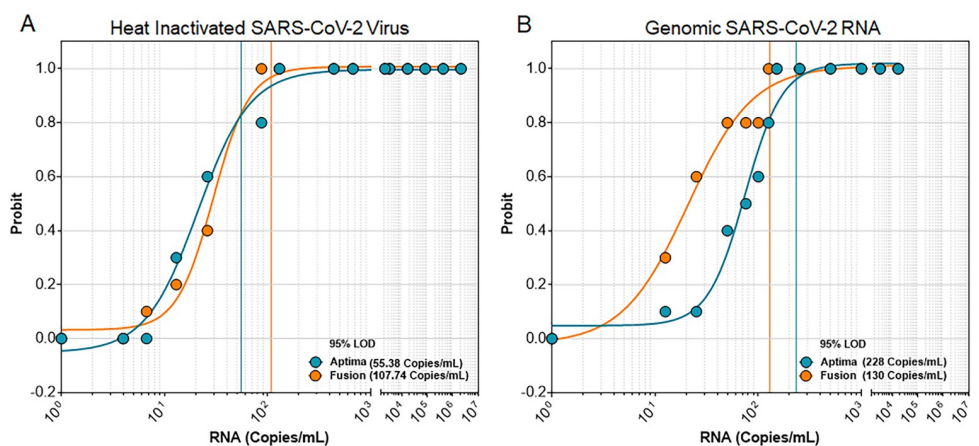 A
Heat Inactivated SARS-CoV-2 Virus
1.0
0.8
0.6
0.4
0.2
0.0
-0.2
Probit
95% LOD
Aptima (55.38 Copies/mL)
Fusion (107.74 Copies/mL)
10^0
10^1
10^2
10^3
10^4
10^5
10^6
10^7
RNA (Copies/mL)
B
Genomic SARS-CoV-2 RNA
1.0
0.8
0.6
0.4
0.2
0.0
-0.2
Probit
95% LOD
Aptima (228 Copies/mL)
Fusion (130 Copies/mL)
10^0
10^1
10^2
10^3
10^4
10^5
10^6
10^7
RNA (Copies/mL)